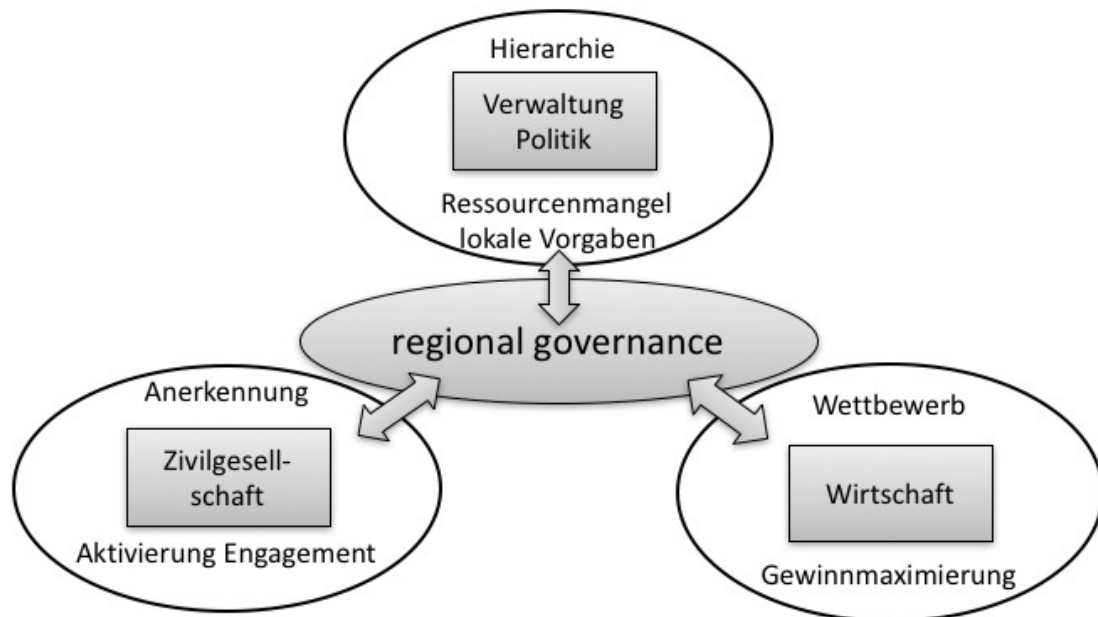 Hierarchie
Verwaltung
Politik
Ressourcenmangel
lokale Vorgaben
regional governance
Anerkennung
Zivilgesell-
schaft
Aktivierung Engagement
Wettbewerb
Wirtschaft
Gewinnmaximierung